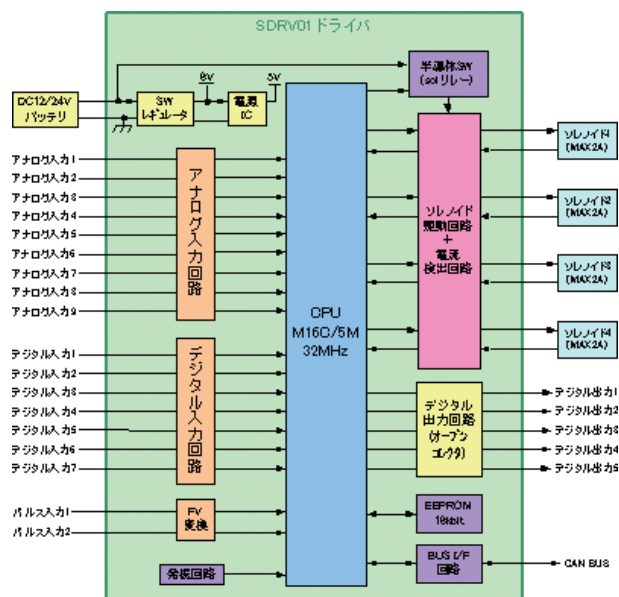 SDRV01ドライバ
8V
5V
半導体SW
(solリレー)
DC12/24V
バッテリ
SW
レギュレータ
電源
IC
アナログ入力1
アナログ入力2
アナログ入力3
アナログ入力4
アナログ入力5
アナログ入力6
アナログ入力7
アナログ入力8
アナログ入力9
アナログ入力回路
CPU
M16C/5M
32MHz
ソレノイド
駆動回路
+
電流
検出回路
ソレノイド1
(MAX2A)
ソレノイド2
(MAX2A)
ソレノイド3
(MAX2A)
ソレノイド4
(MAX2A)
デジタル入力1
デジタル入力2
デジタル入力3
デジタル入力4
デジタル入力5
デジタル入力6
デジタル入力7
デジタル入力回路
デジタル
出力回路
(オープン
コレクタ)
デジタル出力1
デジタル出力2
デジタル出力3
デジタル出力4
デジタル出力5
パルス入力1
パルス入力2
FV
変換
EEPROM
16kbit
発振回路
BUS I/F
回路
CAN BUS